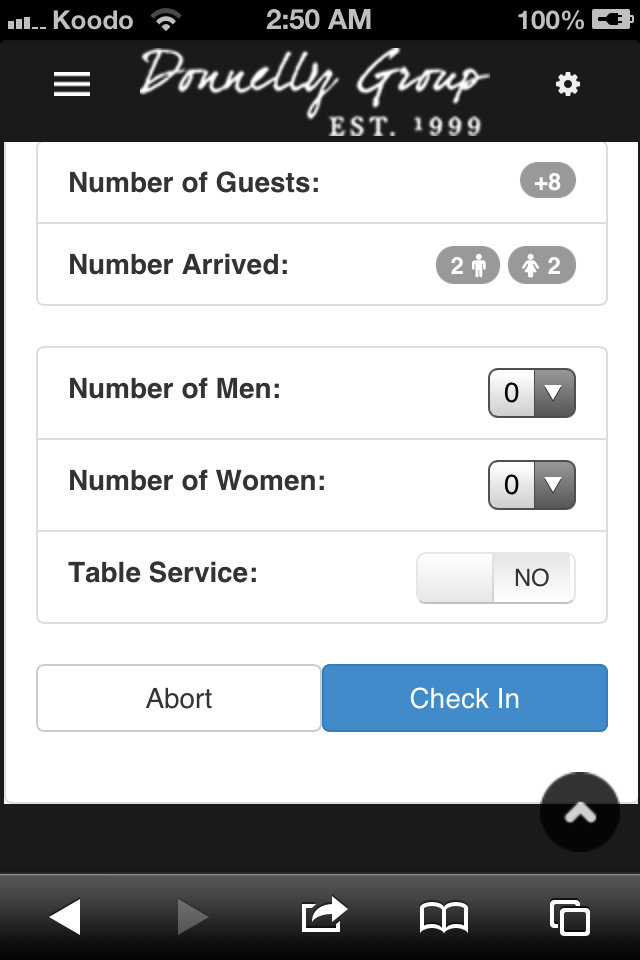 Koodo 2:50 AM 100%
Donnelly Group
EST. 1999
Number of Guests: +8
Number Arrived: 2 2
Number of Men: 0
Number of Women: 0
Table Service: NO
Abort Check In